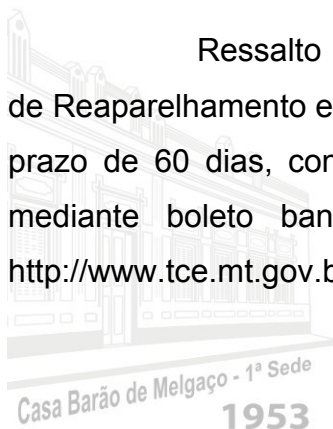 Ressalto
de Reaparelhamento e
prazo de 60 dias, con
mediante boleto ban
http://www.tce.mt.gov.b
Casa Barão de Melgaço - 1ª Sede
1953